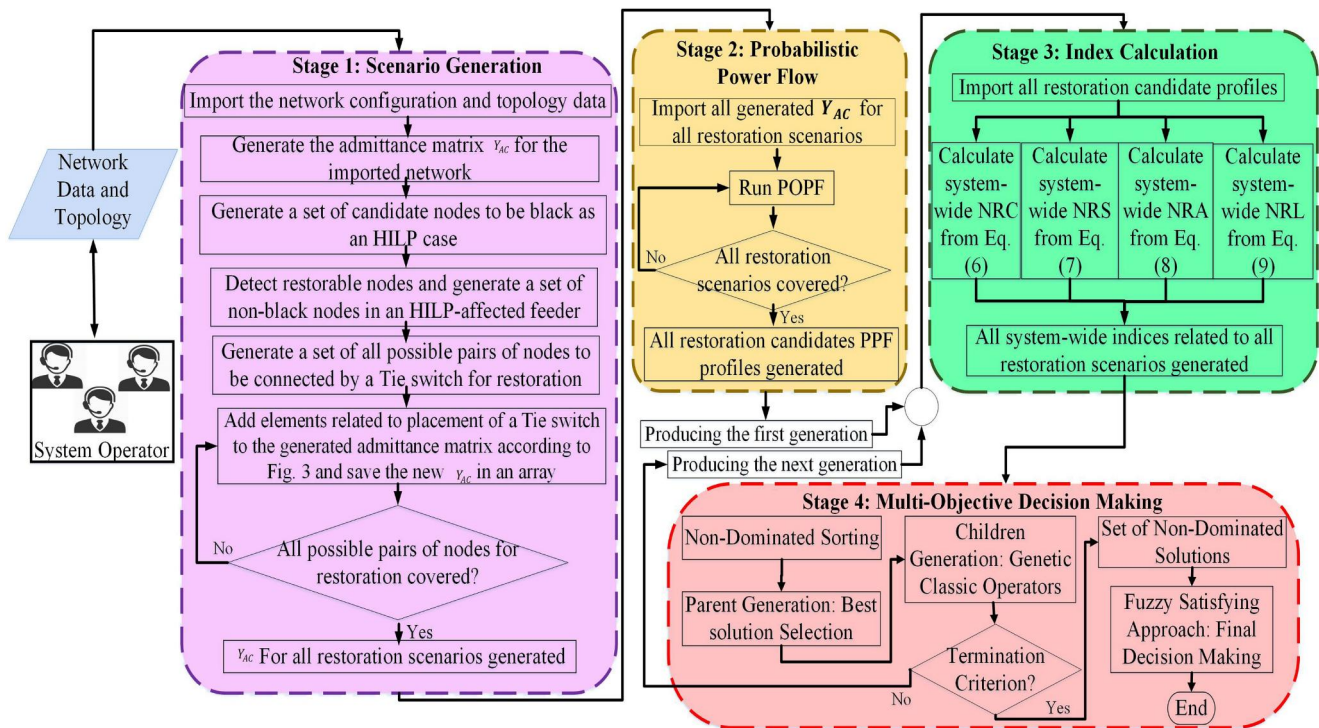 Network
Data and
Topology
System Operator
Stage 1: Scenario Generation
Import the network configuration and topology data
Generate the admittance matrix Y_AC for the
imported network
Generate a set of candidate nodes to be black as
an HILP case
Detect restorable nodes and generate a set of
non-black nodes in an HILP-affected feeder
Generate a set of all possible pairs of nodes to
be connected by a Tie switch for restoration
Add elements related to placement of a Tie switch
to the generated admittance matrix according to
Fig. 3 and save the new Y_AC in an array
No
All possible pairs of nodes for
restoration covered?
Yes
Y_AC For all restoration scenarios generated
Stage 2: Probabilistic
Power Flow
Import all generated Y_AC for
all restoration scenarios
Run POPF
No
All
restoration
scenarios covered?
Yes
All restoration candidates PPF
profiles generated
Producing the first generation
Producing the next generation
Stage 3: Index Calculation
Import all restoration candidate profiles
Calculate
system-
wide NRC
from Eq.
(6)
Calculate
system-
wide NRS
from Eq.
(7)
Calculate
system-
wide NRA
from Eq.
(8)
Calculate
system-
wide NRL
from Eq.
(9)
All system-wide indices related to all
restoration scenarios generated
Stage 4: Multi-Objective Decision Making
Non-Dominated Sorting
Parent Generation: Best
solution Selection
Children
Generation: Genetic
Classic Operators
Termination
Criterion?
No
Yes
Set of Non-Dominated
Solutions
Fuzzy Satisfying
Approach: Final
Decision Making
End